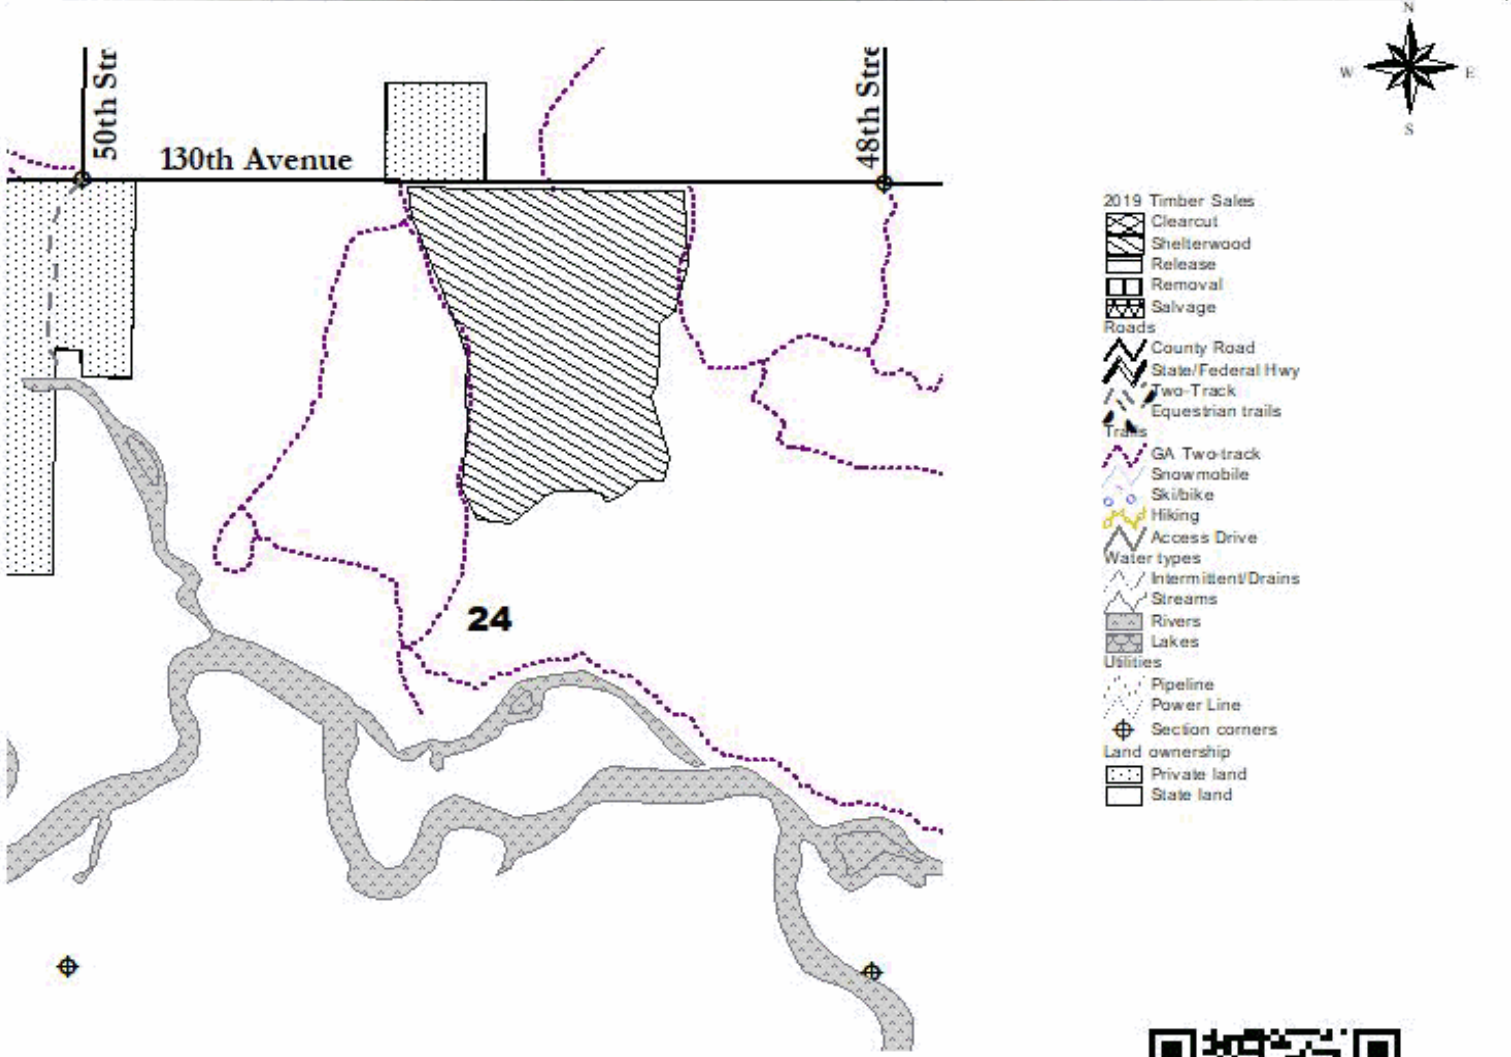 N
W E
S
50th Str
48th Stre
130th Avenue
24
2019 Timber Sales
Clearcut
Shelterwood
Release
Removal
Salvage
Roads
County Road
State/Federal Hwy
Two-Track
Equestrian trails
Trails
GA Two-track
Snowmobile
Ski/bike
Hiking
Access Drive
Water types
Intermittent/Drains
Streams
Rivers
Lakes
Utilities
Pipeline
Power Line
Section corners
Land ownership
Private land
State land